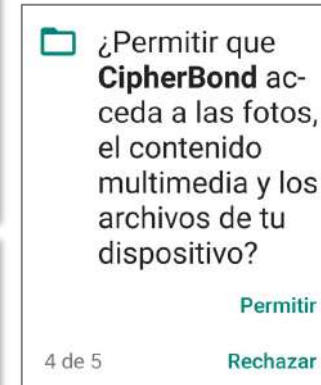 ¿Permitir que
CipherBond ac-
ceda a las fotos,
el contenido
multimedia y los
archivos de tu
dispositivo?
Permitir
4 de 5 Rechazar